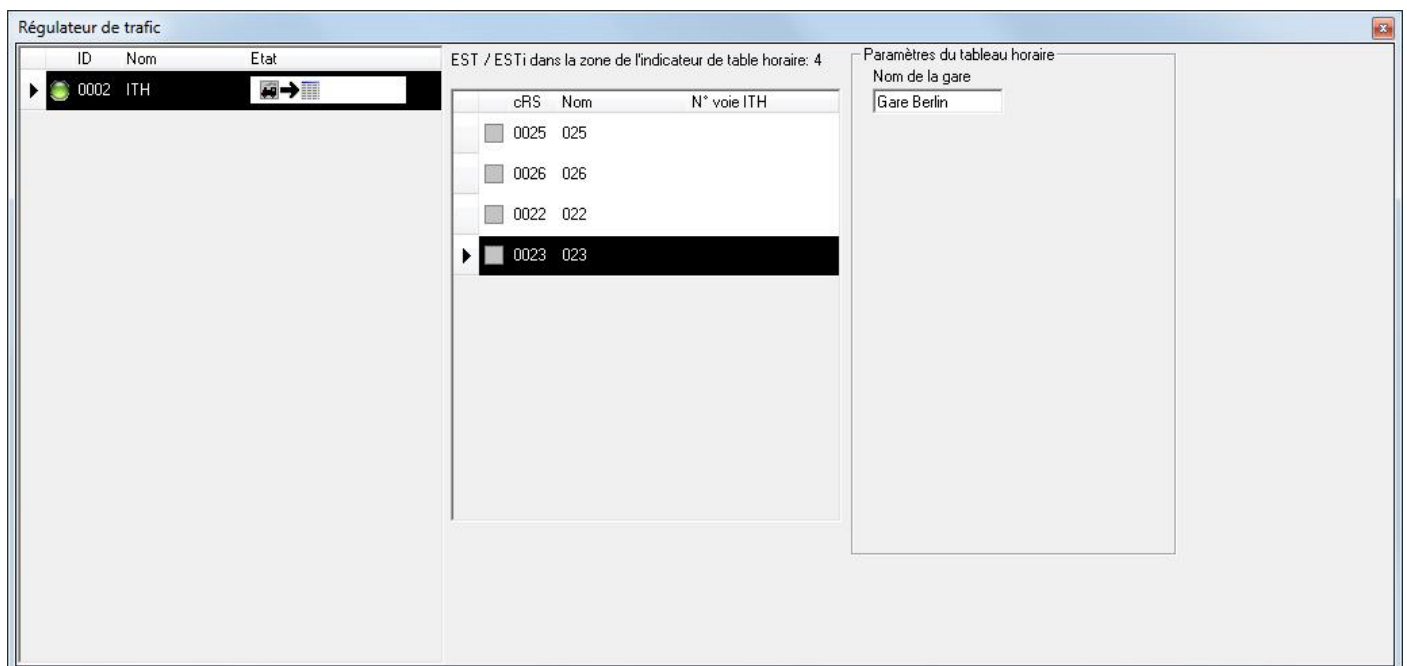 Régulateur de trafic
ID Nom Etat
0002 ITH
EST / ESTi dans la zone de l'indicateur de table horaire: 4
cRS Nom N° voie ITH
0025 025
0026 026
0022 022
0023 023
Paramètres du tableau horaire
Nom de la gare
Gare Berlin